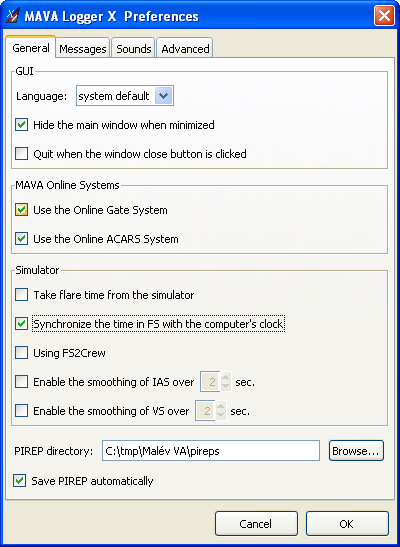 MAVA Logger X Preferences
General Messages Sounds Advanced
GUI
Language: system default
Hide the main window when minimized
Quit when the window close button is clicked
MAVA Online Systems
Use the Online Gate System
Use the Online ACARS System
Simulator
Take flare time from the simulator
Synchronize the time in FS with the computer's clock
Using FS2Crew
Enable the smoothing of IAS over 2 sec.
Enable the smoothing of VS over 2 sec.
PIREP directory: C:\tmp\Malév VA\pireps Browse...
Save PIREP automatically
Cancel OK